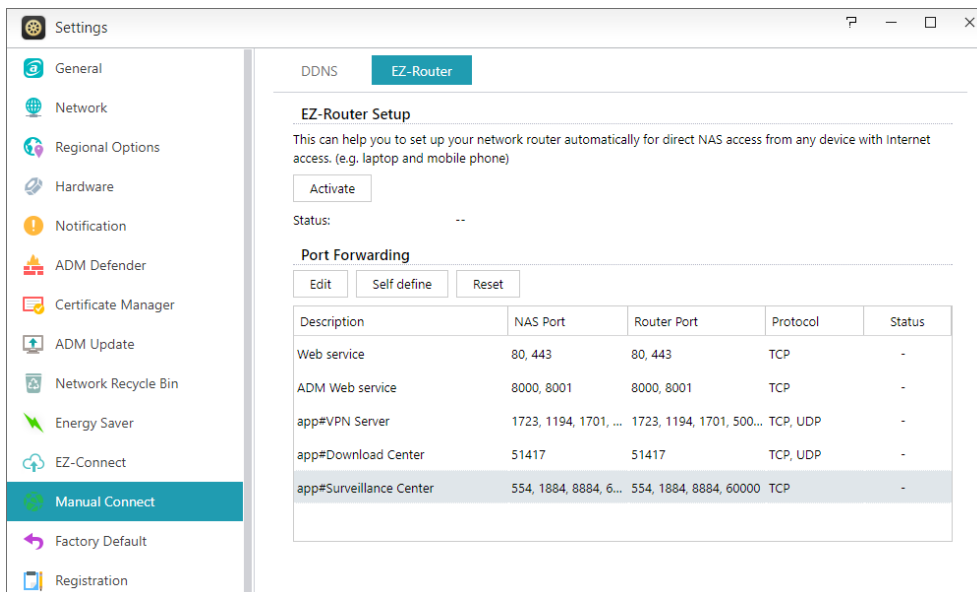 Settings
General
Network
Regional Options
Hardware
Notification
ADM Defender
Certificate Manager
ADM Update
Network Recycle Bin
Energy Saver
EZ-Connect
Manual Connect
Factory Default
Registration
DDNS EZ-Router
EZ-Router Setup
This can help you to set up your network router automatically for direct NAS access from any device with Internet
access. (e.g. laptop and mobile phone)
Activate
Status: --
Port Forwarding
Edit Self define Reset
Description NAS Port Router Port Protocol Status
Web service 80, 443 80, 443 TCP -
ADM Web service 8000, 8001 8000, 8001 TCP -
app#VPN Server 1723, 1194, 1701, ... 1723, 1194, 1701, 500... TCP, UDP -
app#Download Center 51417 51417 TCP, UDP -
app#Surveillance Center 554, 1884, 8884, 6... 554, 1884, 8884, 60000 TCP -